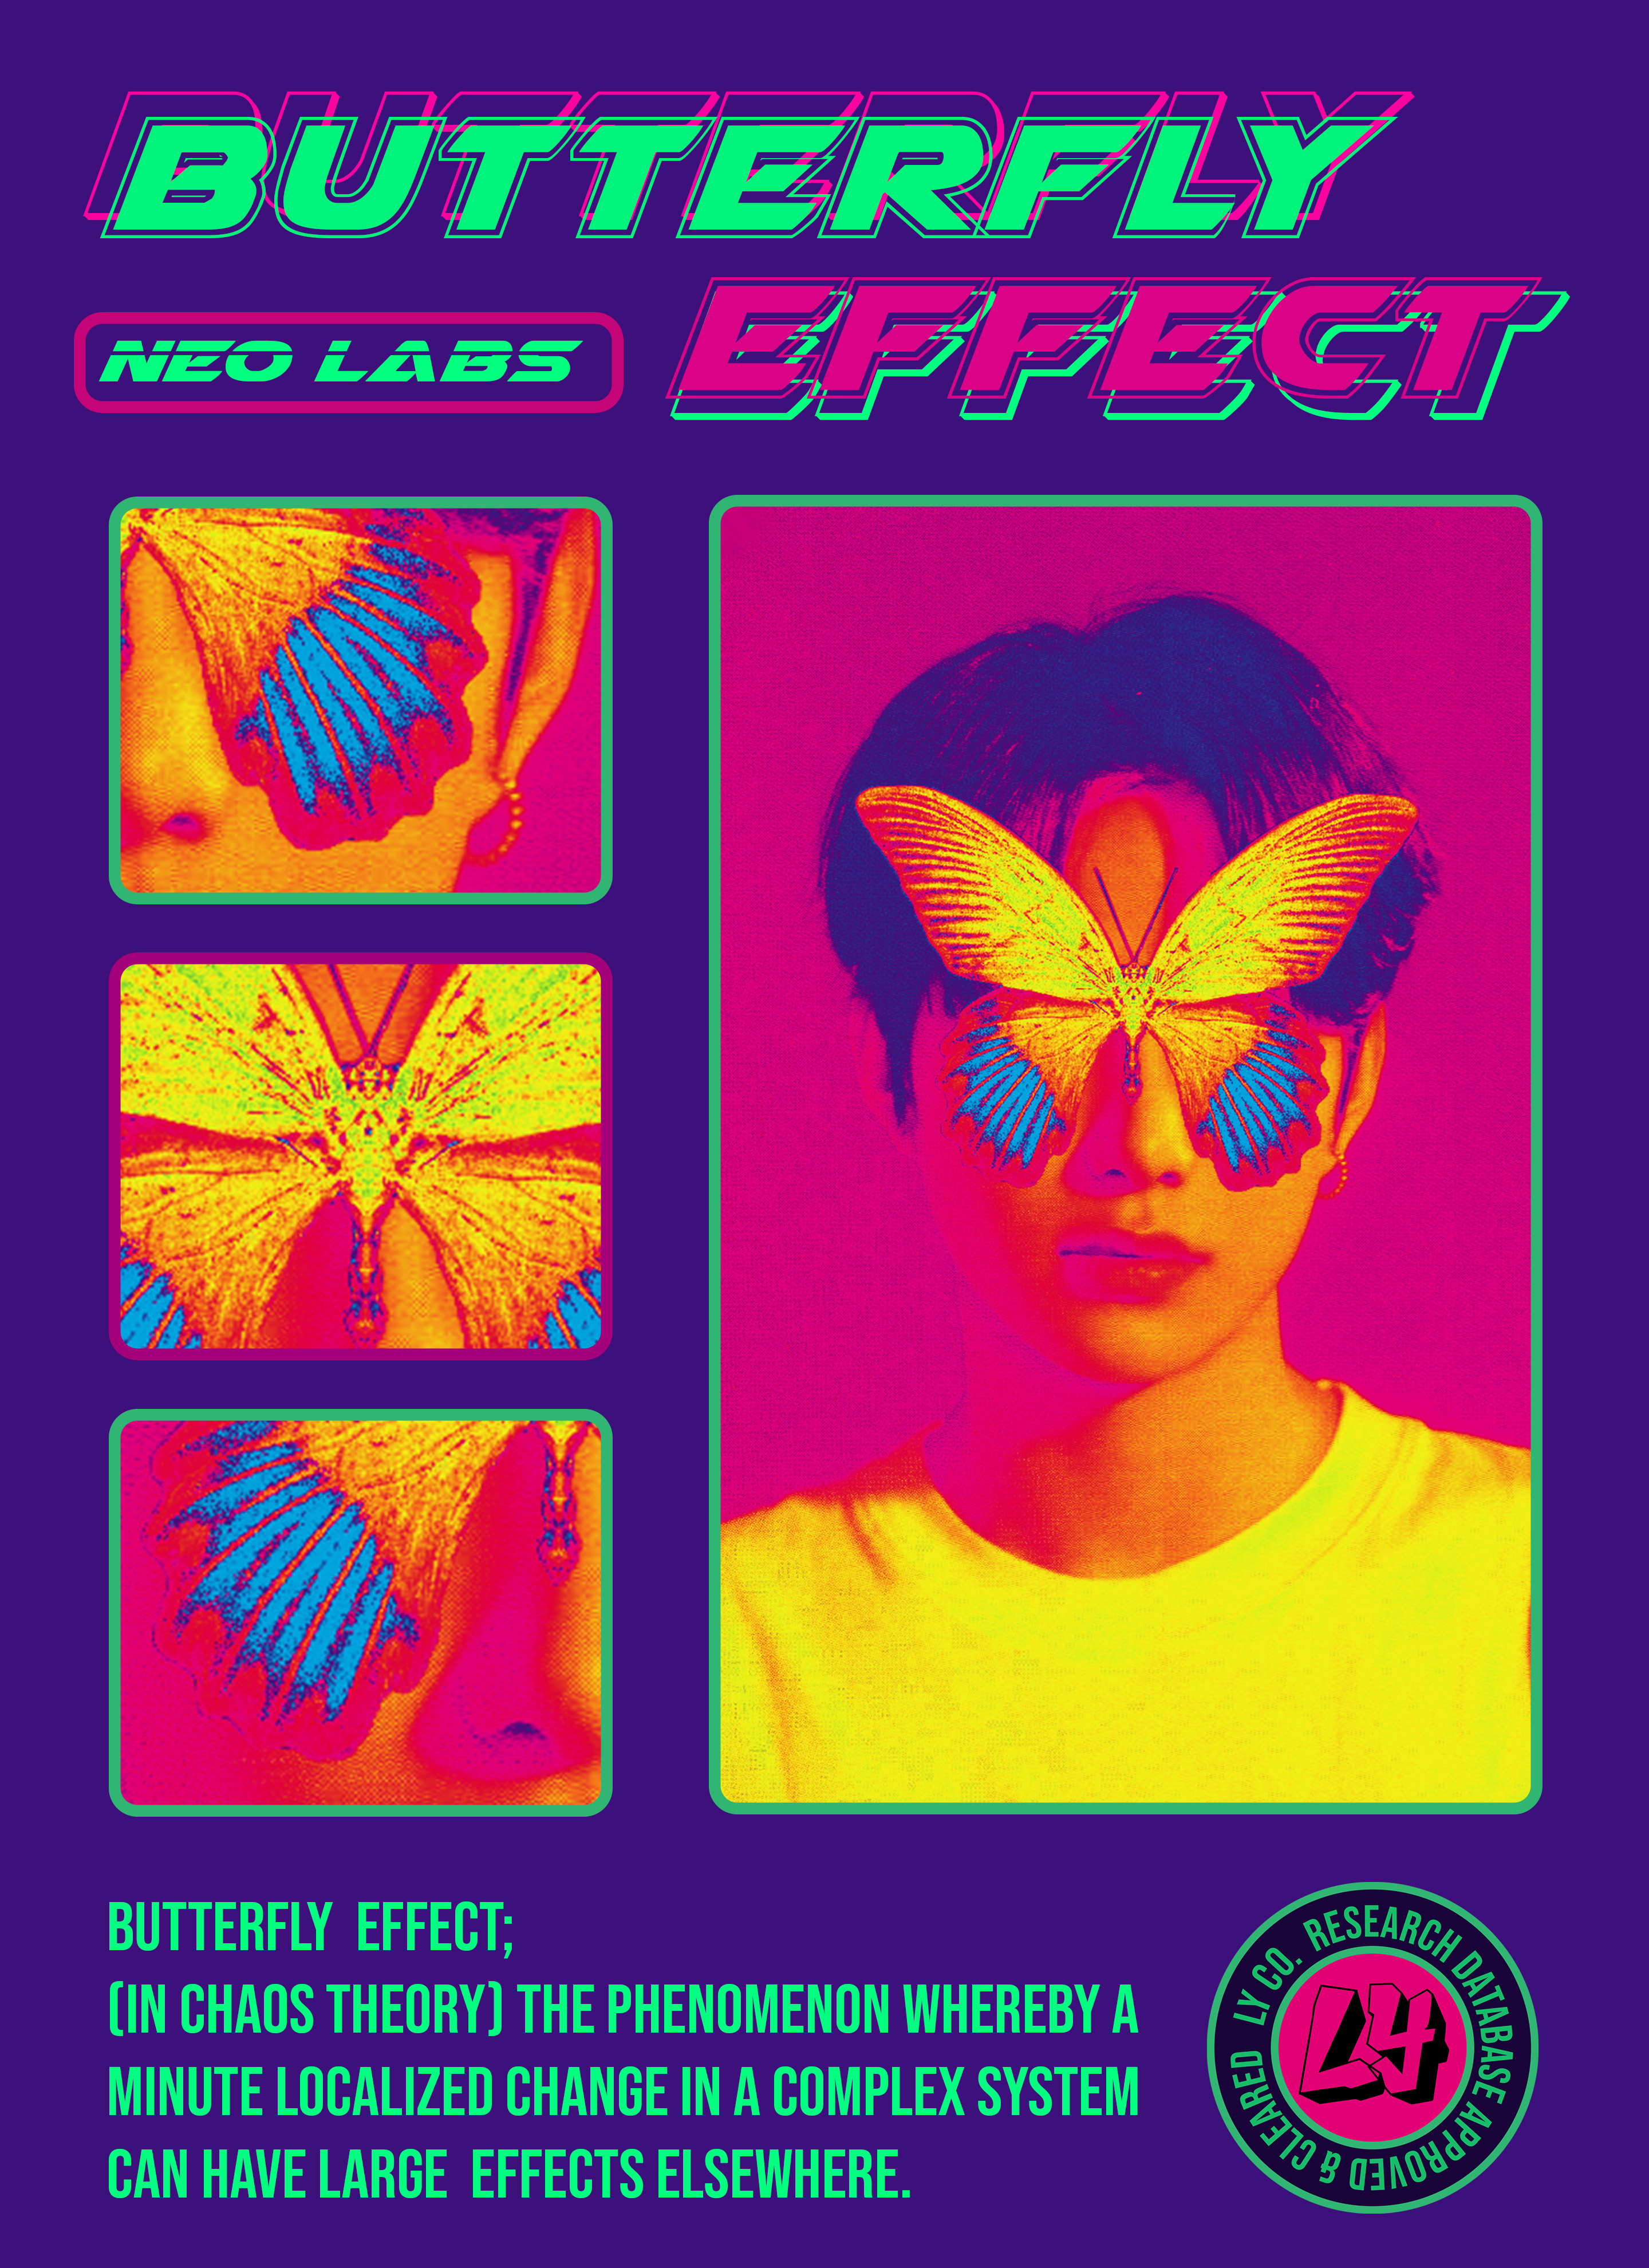 BUTTERFLY
EFFECT
NEO LABS
BUTTERFLY EFFECT;
(IN CHAOS THEORY) THE PHENOMENON WHEREBY A
MINUTE LOCALIZED CHANGE IN A COMPLEX SYSTEM
CAN HAVE LARGE EFFECTS ELSEWHERE.
LY CO. RESEARCH DATABASE APPROVED & CLEARED
L4